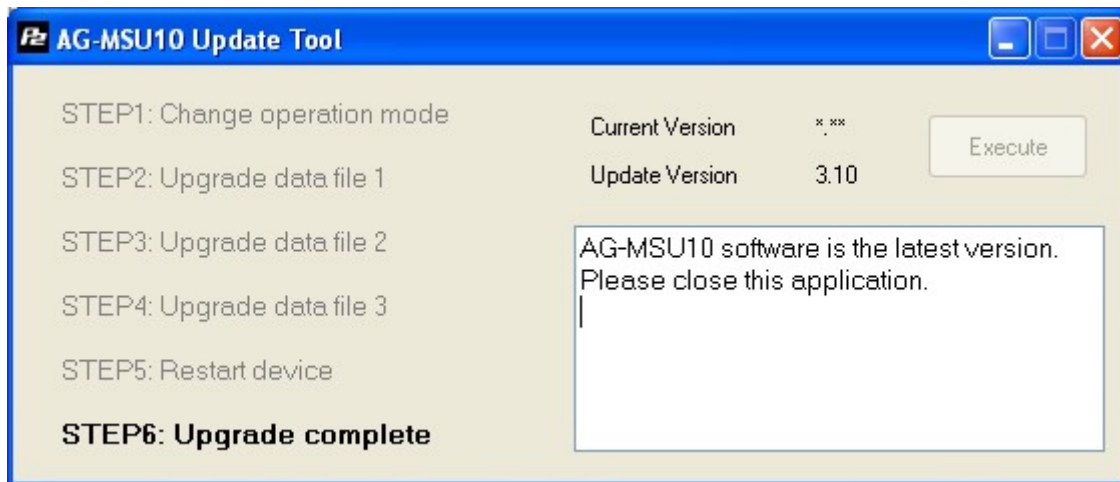 P2 AG-MSU10 Update Tool
STEP1: Change operation mode
STEP2: Upgrade data file 1
STEP3: Upgrade data file 2
STEP4: Upgrade data file 3
STEP5: Restart device
STEP6: Upgrade complete
Current Version *.**
Update Version 3.10
Execute
AG-MSU10 software is the latest version.
Please close this application.